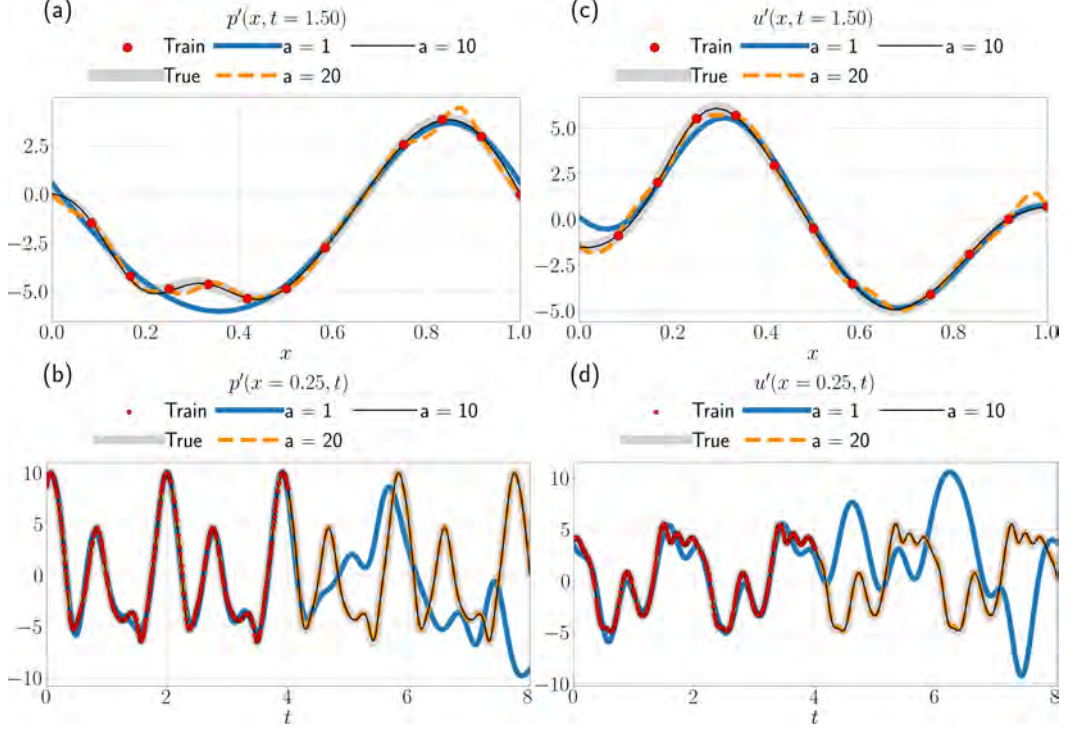 (a)
p′(x, t = 1.50)
Train a = 1 a = 10
True a = 20
2.5
0.0
−2.5
−5.0
0.0 0.2 0.4 0.6 0.8 1.0
x
(c)
u′(x, t = 1.50)
Train a = 1 a = 10
True a = 20
5.0
2.5
0.0
−2.5
−5.0
0.0 0.2 0.4 0.6 0.8 1.0
x
(b)
p′(x = 0.25, t)
Train a = 1 a = 10
True a = 20
10
5
0
−5
−10
0 2 4 6 8
t
(d)
u′(x = 0.25, t)
Train a = 1 a = 10
True a = 20
10
5
0
−5
−10
0 2 4 6 8
t